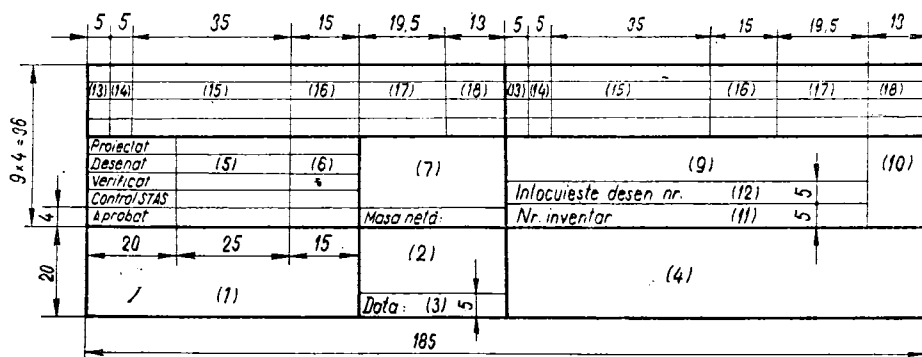 5 5 35 15 19,5 13 5 5 35 15 19,5 13
(13) (14) (15) (16) (17) (18) (13) (14) (15) (16) (17) (18)
9×4=36
Proiectat
Desenat (5) (6) (7) (9) (10)
Verificat
Control STAS Inlocuieste desen nr. (12) 5
4 Aprobat Masa netă: Nr. inventar (11) 5
20 25 15 (2)
20 (1) (4)
Data: (3) 5
185